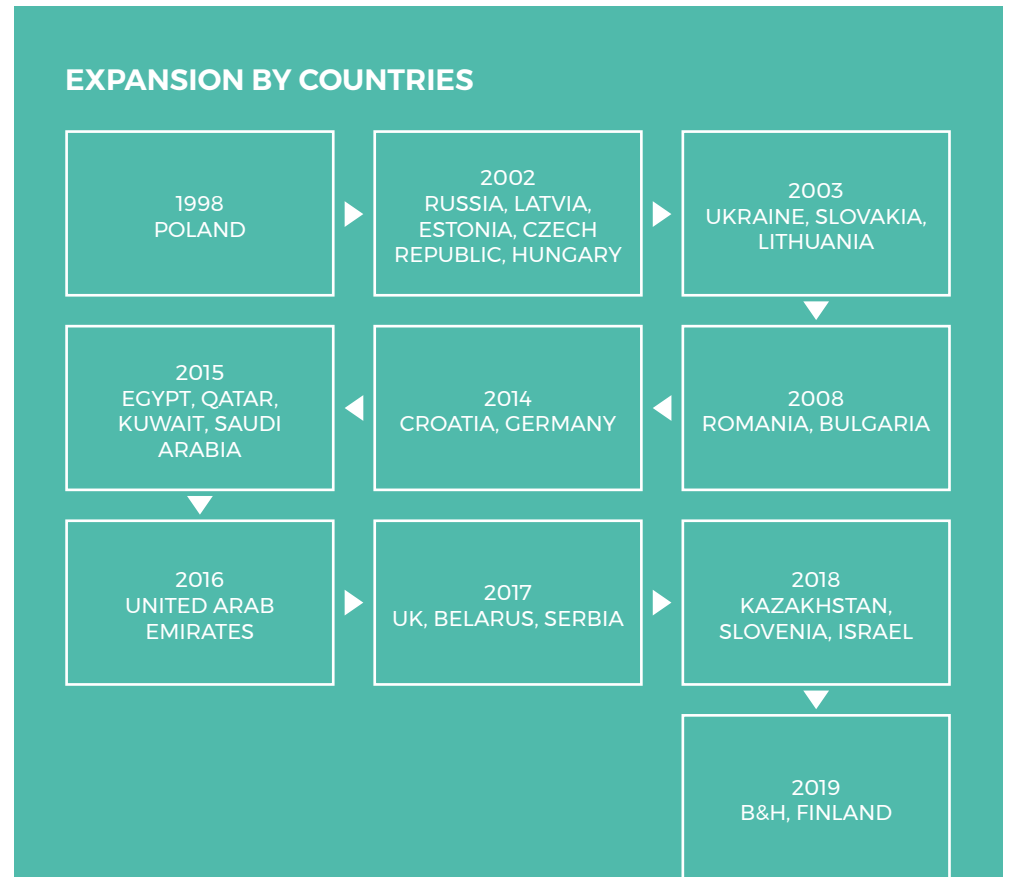 EXPANSION BY COUNTRIES
1998
POLAND
2002
RUSSIA, LATVIA,
ESTONIA, CZECH
REPUBLIC, HUNGARY
2003
UKRAINE, SLOVAKIA,
LITHUANIA
2008
ROMANIA, BULGARIA
2014
CROATIA, GERMANY
2015
EGYPT, QATAR,
KUWAIT, SAUDI
ARABIA
2016
UNITED ARAB
EMIRATES
2017
UK, BELARUS, SERBIA
2018
KAZAKHSTAN,
SLOVENIA, ISRAEL
2019
B&H, FINLAND